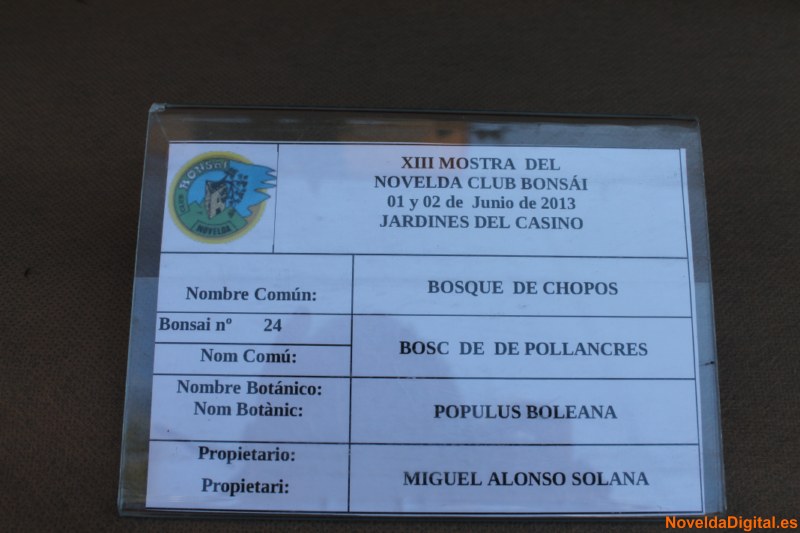 BONSAI
NOVELDA
XIII MOSTRA DEL
NOVELDA CLUB BONSÁI
01 y 02 de Junio de 2013
JARDINES DEL CASINO
Nombre Común:
BOSQUE DE CHOPOS
Bonsai nº 24
Nom Comú:
BOSC DE DE POLLANCRES
Nombre Botánico:
Nom Botànic:
POPULUS BOLEANA
Propietario:
Propietari:
MIGUEL ALONSO SOLANA
NoveldaDigital.es